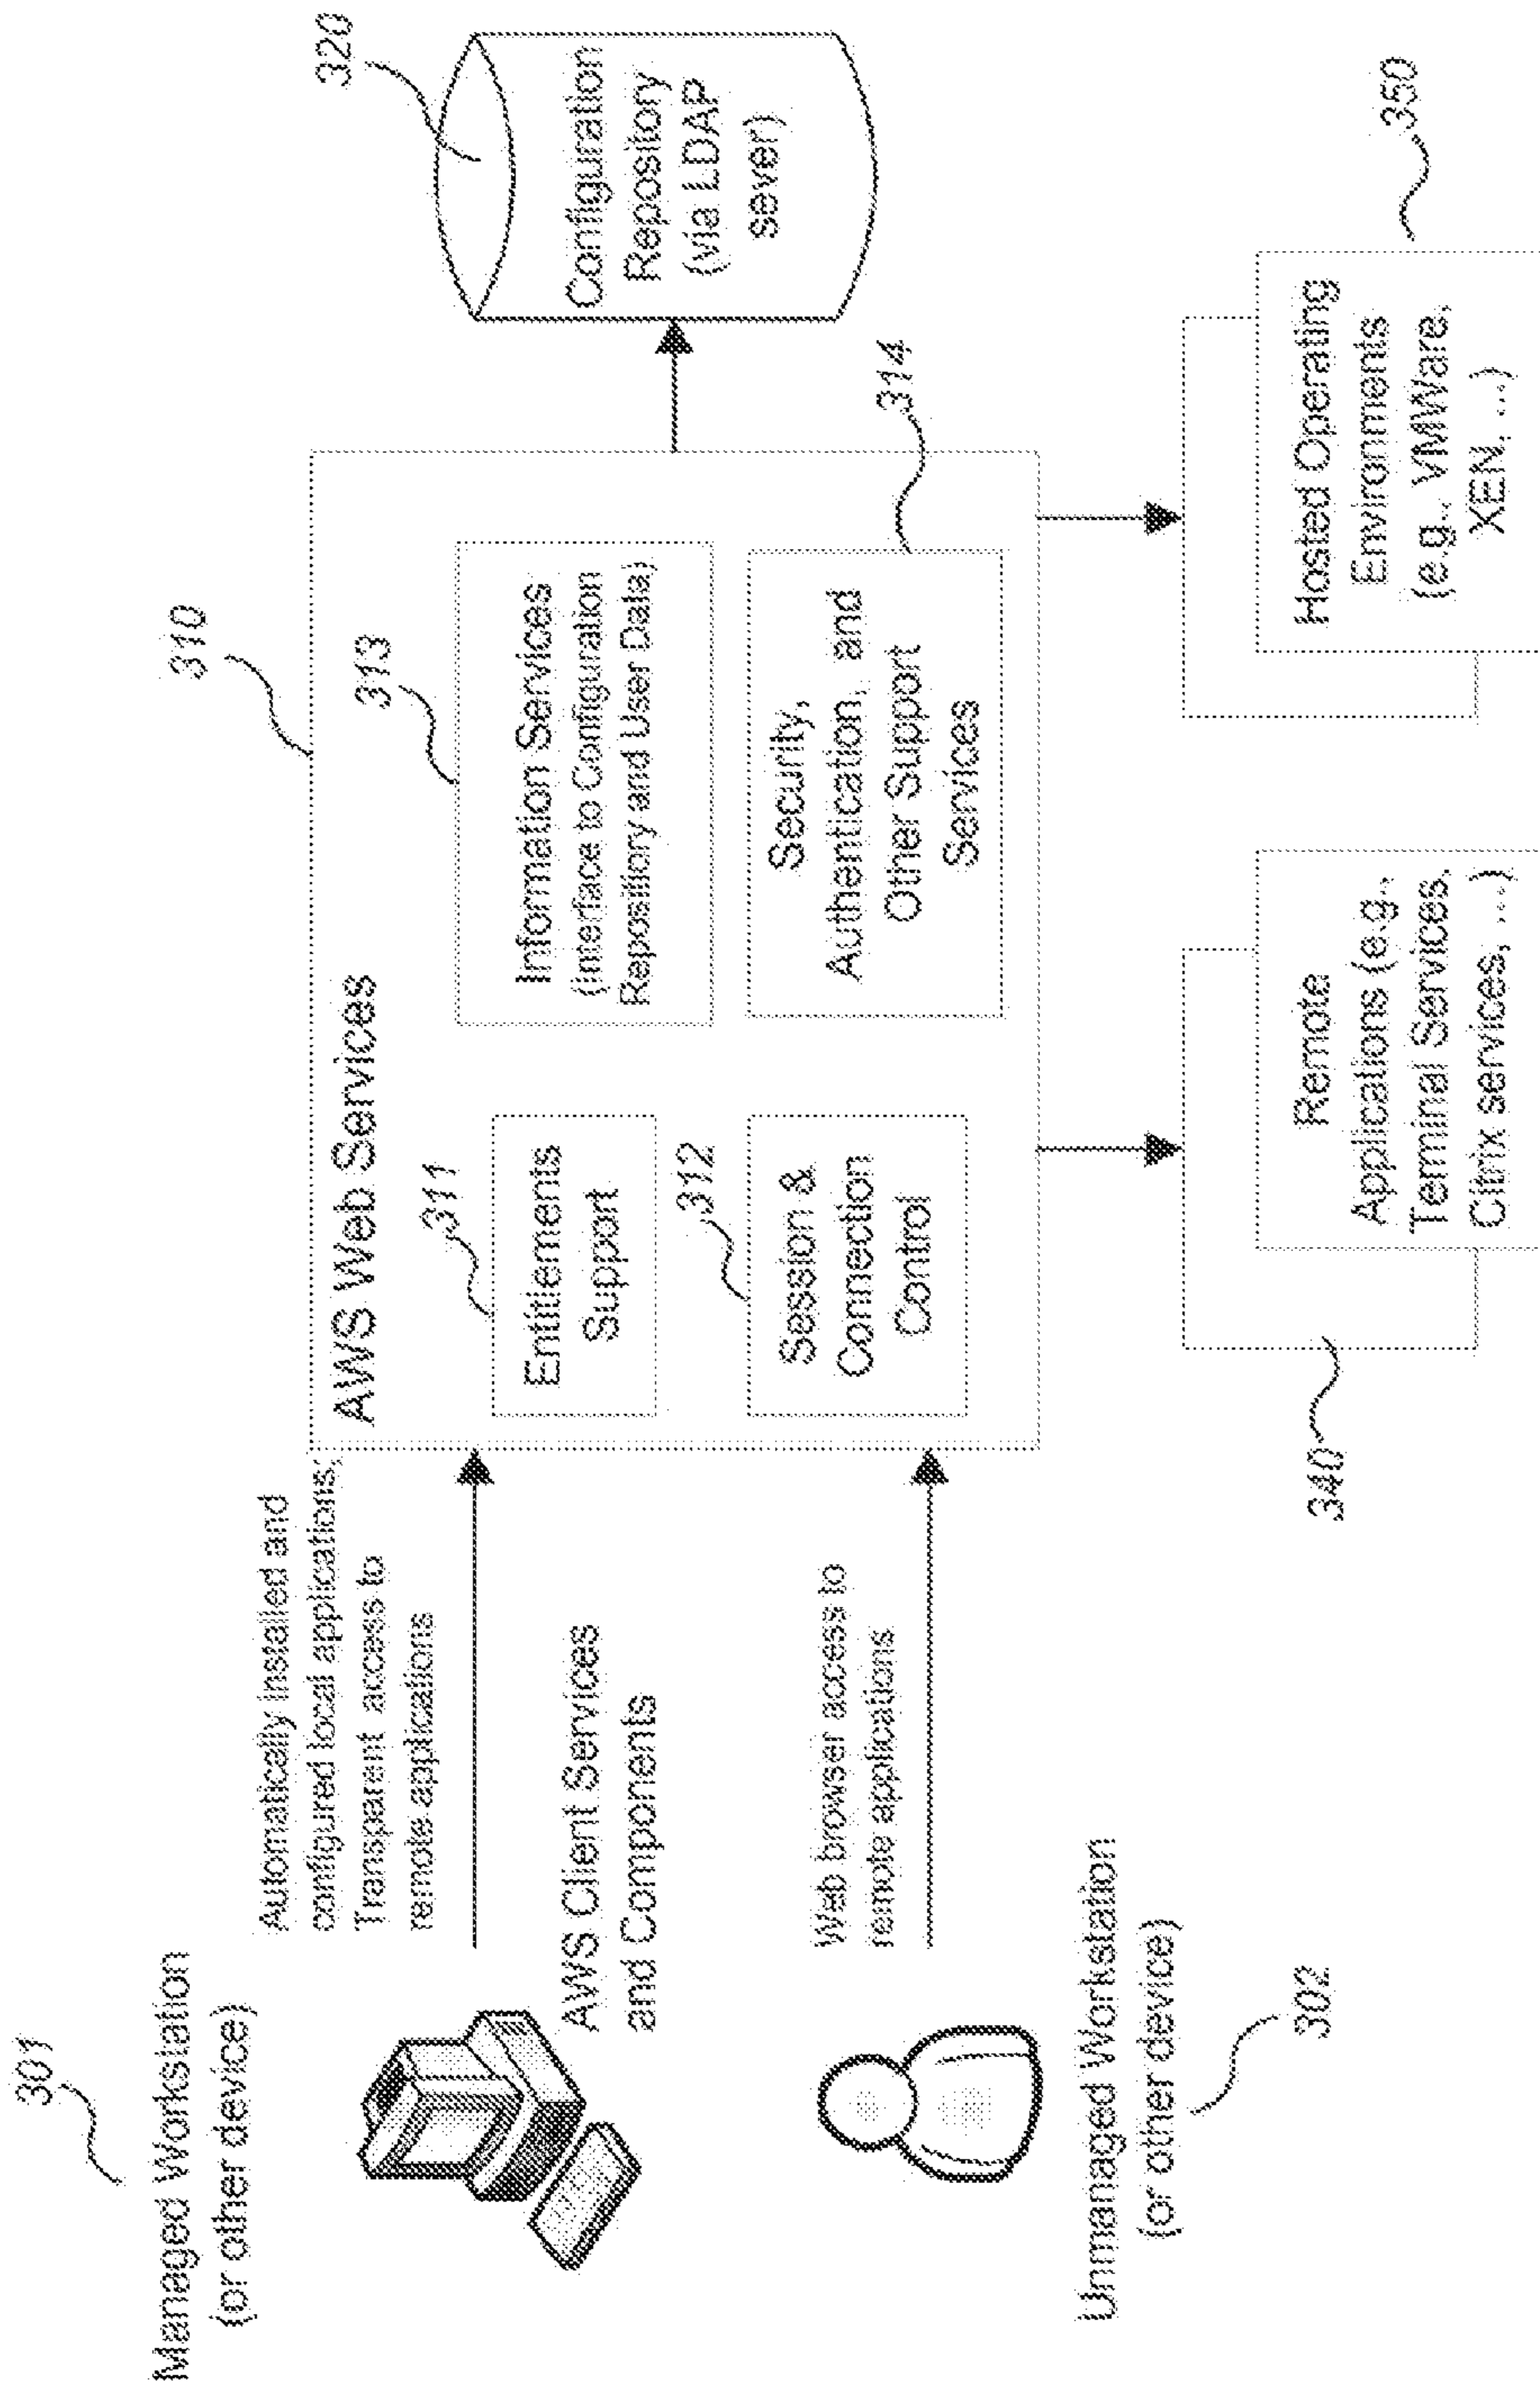 301
Managed Workstation
(or other device)
Automatically installed and
configured local applications;
Transparent access to
remote applications
AWS Client Services
and Components
Web browser access to
remote applications
Unmanaged Workstation
(or other device)
302
310
AWS Web Services
311
Entitlements
Support
312
Session &
Connection
Control
313
Information Services
(Interface to Configuration
Repository and User Data)
314
Security,
Authentication, and
Other Support
Services
320
Configuration
Repository
(via LDAP
sever)
340
Remote
Applications (e.g.,
Terminal Services,
Citrix services, ...)
350
Hosted Operating
Environments
(e.g., VMWare,
XEN, ...)